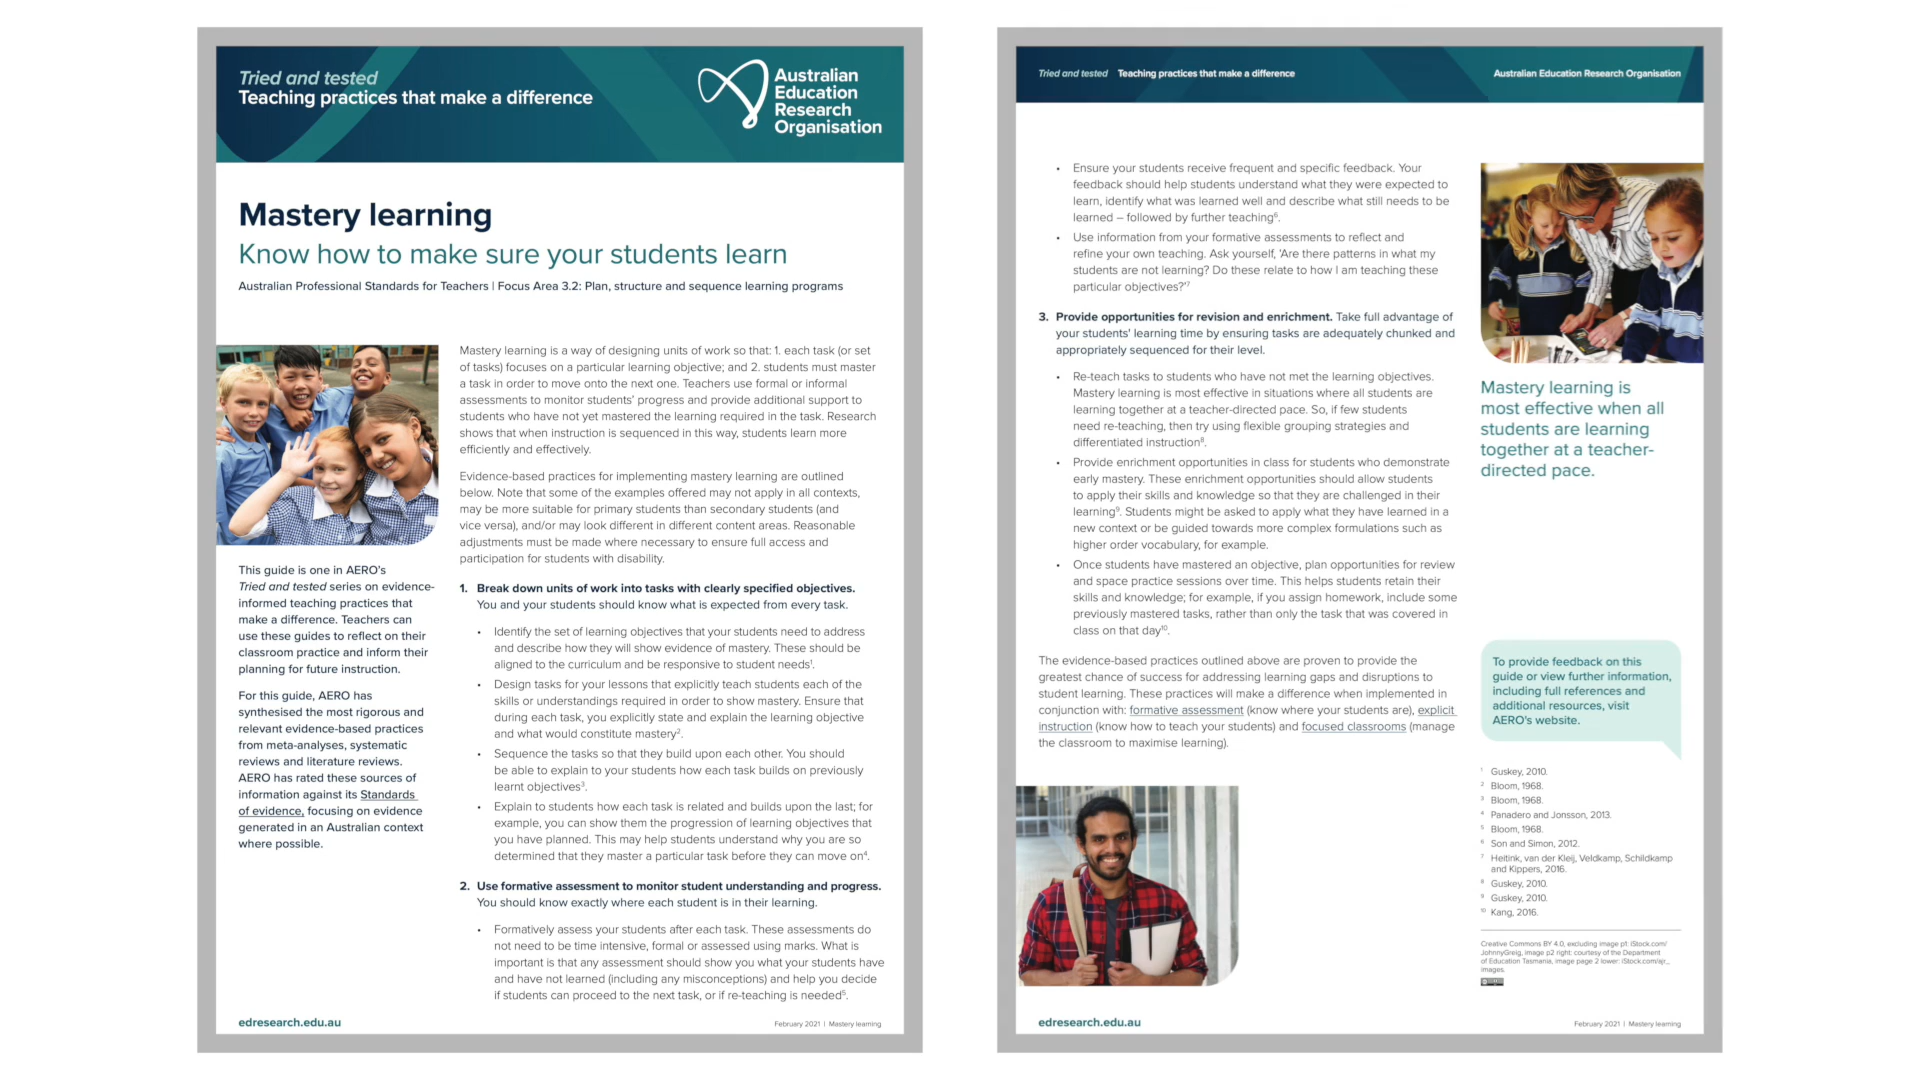 Tried and tested
Teaching practices that make a difference
Australian
Education
Research
Organisation
Mastery learning
Know how to make sure your students learn
Australian Professional Standards for Teachers | Focus Area 3.2: Plan, structure and sequence learning programs
This guide is one in AERO's
Tried and tested series on evidence-
informed teaching practices that
make a difference. Teachers can
use these guides to reflect on their
classroom practice and inform their
planning for future instruction.
For this guide, AERO has
synthesised the most rigorous and
relevant evidence-based practices
from meta-analyses, systematic
reviews and literature reviews.
AERO has rated these sources of
information against its Standards
of evidence, focusing on evidence
generated in an Australian context
where possible.
Mastery learning is a way of designing units of work so that: 1. each task (or set
of tasks) focuses on a particular learning objective; and 2. students must master
a task in order to move onto the next one. Teachers use formal or informal
assessments to monitor students' progress and provide additional support to
students who have not yet mastered the learning required in the task. Research
shows that when instruction is sequenced in this way, students learn more
efficiently and effectively.
Evidence-based practices for implementing mastery learning are outlined
below. Note that some of the examples offered may not apply in all contexts,
may be more suitable for primary students than secondary students (and
vice versa), and/or may look different in different content areas. Reasonable
adjustments must be made where necessary to ensure full access and
participation for students with disability.
1. Break down units of work into tasks with clearly specified objectives.
You and your students should know what is expected from every task.
• Identify the set of learning objectives that your students need to address
and describe how they will show evidence of mastery. These should be
aligned to the curriculum and be responsive to student needs¹.
• Design tasks for your lessons that explicitly teach students each of the
skills or understandings required in order to show mastery. Ensure that
during each task, you explicitly state and explain the learning objective
and what would constitute mastery².
• Sequence the tasks so that they build upon each other. You should
be able to explain to your students how each task builds on previously
learnt objectives³.
• Explain to students how each task is related and builds upon the last; for
example, you can show them the progression of learning objectives that
you have planned. This may help students understand why you are so
determined that they master a particular task before they can move on⁴.
2. Use formative assessment to monitor student understanding and progress.
You should know exactly where each student is in their learning.
• Formatively assess your students after each task. These assessments do
not need to be time intensive, formal or assessed using marks. What is
important is that any assessment should show you what your students have
and have not learned (including any misconceptions) and help you decide
if students can proceed to the next task, or if re-teaching is needed⁵.
edresearch.edu.au
February 2021 | Mastery learning
Tried and tested Teaching practices that make a difference
Australian Education Research Organisation
• Ensure your students receive frequent and specific feedback. Your
feedback should help students understand what they were expected to
learn, identify what was learned well and describe what still needs to be
learned – followed by further teaching⁶.
• Use information from your formative assessments to reflect and
refine your own teaching. Ask yourself, 'Are there patterns in what my
students are not learning? Do these relate to how I am teaching these
particular objectives?'⁷
3. Provide opportunities for revision and enrichment. Take full advantage of
your students' learning time by ensuring tasks are adequately chunked and
appropriately sequenced for their level.
• Re-teach tasks to students who have not met the learning objectives.
Mastery learning is most effective in situations where all students are
learning together at a teacher-directed pace. So, if few students
need re-teaching, then try using flexible grouping strategies and
differentiated instruction⁸.
• Provide enrichment opportunities in class for students who demonstrate
early mastery. These enrichment opportunities should allow students
to apply their skills and knowledge so that they are challenged in their
learning⁹. Students might be asked to apply what they have learned in a
new context or be guided towards more complex formulations such as
higher order vocabulary, for example.
• Once students have mastered an objective, plan opportunities for review
and space practice sessions over time. This helps students retain their
skills and knowledge; for example, if you assign homework, include some
previously mastered tasks, rather than only the task that was covered in
class on that day¹⁰.
The evidence-based practices outlined above are proven to provide the
greatest chance of success for addressing learning gaps and disruptions to
student learning. These practices will make a difference when implemented in
conjunction with: formative assessment (know where your students are), explicit
instruction (know how to teach your students) and focused classrooms (manage
the classroom to maximise learning).
Mastery learning is
most effective when all
students are learning
together at a teacher-
directed pace.
To provide feedback on this
guide or view further information,
including full references and
additional resources, visit
AERO's website.
¹ Guskey, 2010.
² Bloom, 1968.
³ Bloom, 1968.
⁴ Panadero and Jonsson, 2013.
⁵ Bloom, 1968.
⁶ Son and Simon, 2012.
⁷ Heitink, van der Kleij, Veldkamp, Schildkamp
and Kippers, 2016.
⁸ Guskey, 2010.
⁹ Guskey, 2010.
¹⁰ Kang, 2016.
Creative Commons BY 4.0, excluding image p1: iStock.com/
JohnnyGreig, image p2 right: courtesy of the Department
of Education Tasmania, image page 2 lower: iStock.com/ajr_
images.
edresearch.edu.au
February 2021 | Mastery learning